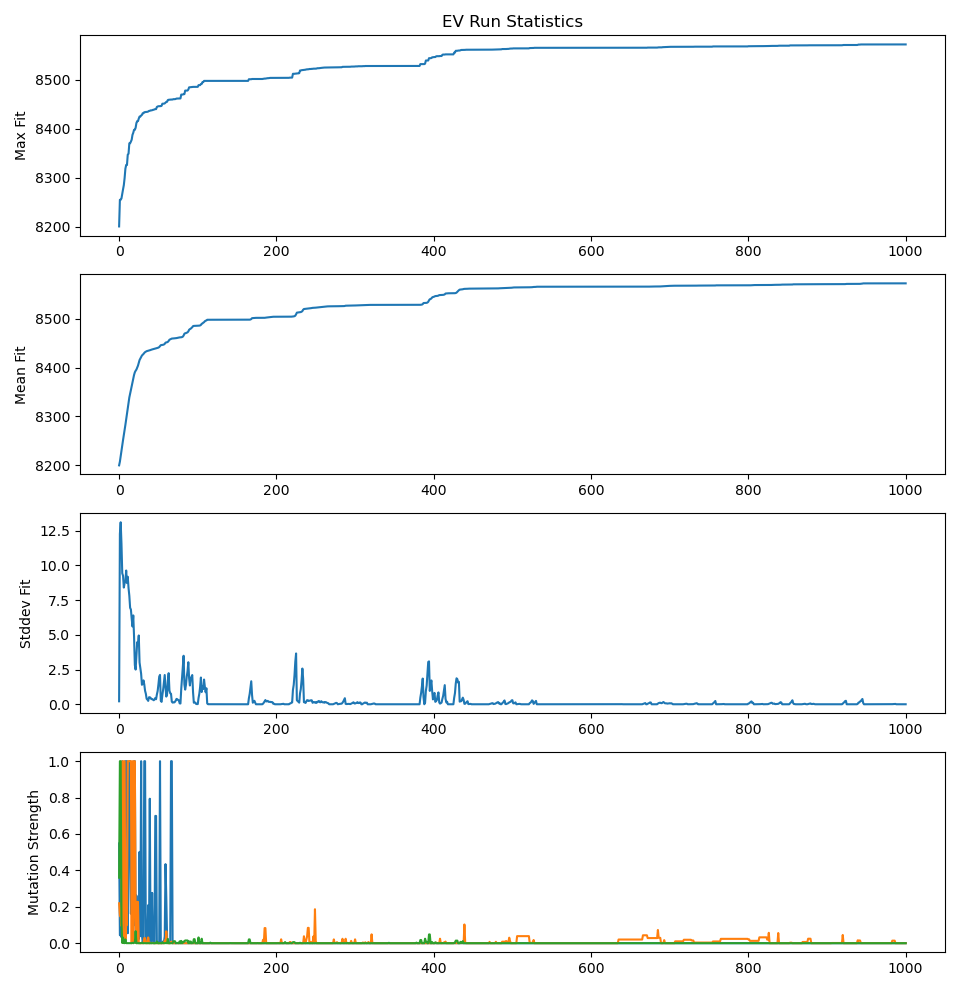 EV Run Statistics
Max Fit
8500
8400
8300
8200
0 200 400 600 800 1000
Mean Fit
8500
8400
8300
8200
0 200 400 600 800 1000
Stddev Fit
12.5
10.0
7.5
5.0
2.5
0.0
0 200 400 600 800 1000
Mutation Strength
1.0
0.8
0.6
0.4
0.2
0.0
0 200 400 600 800 1000